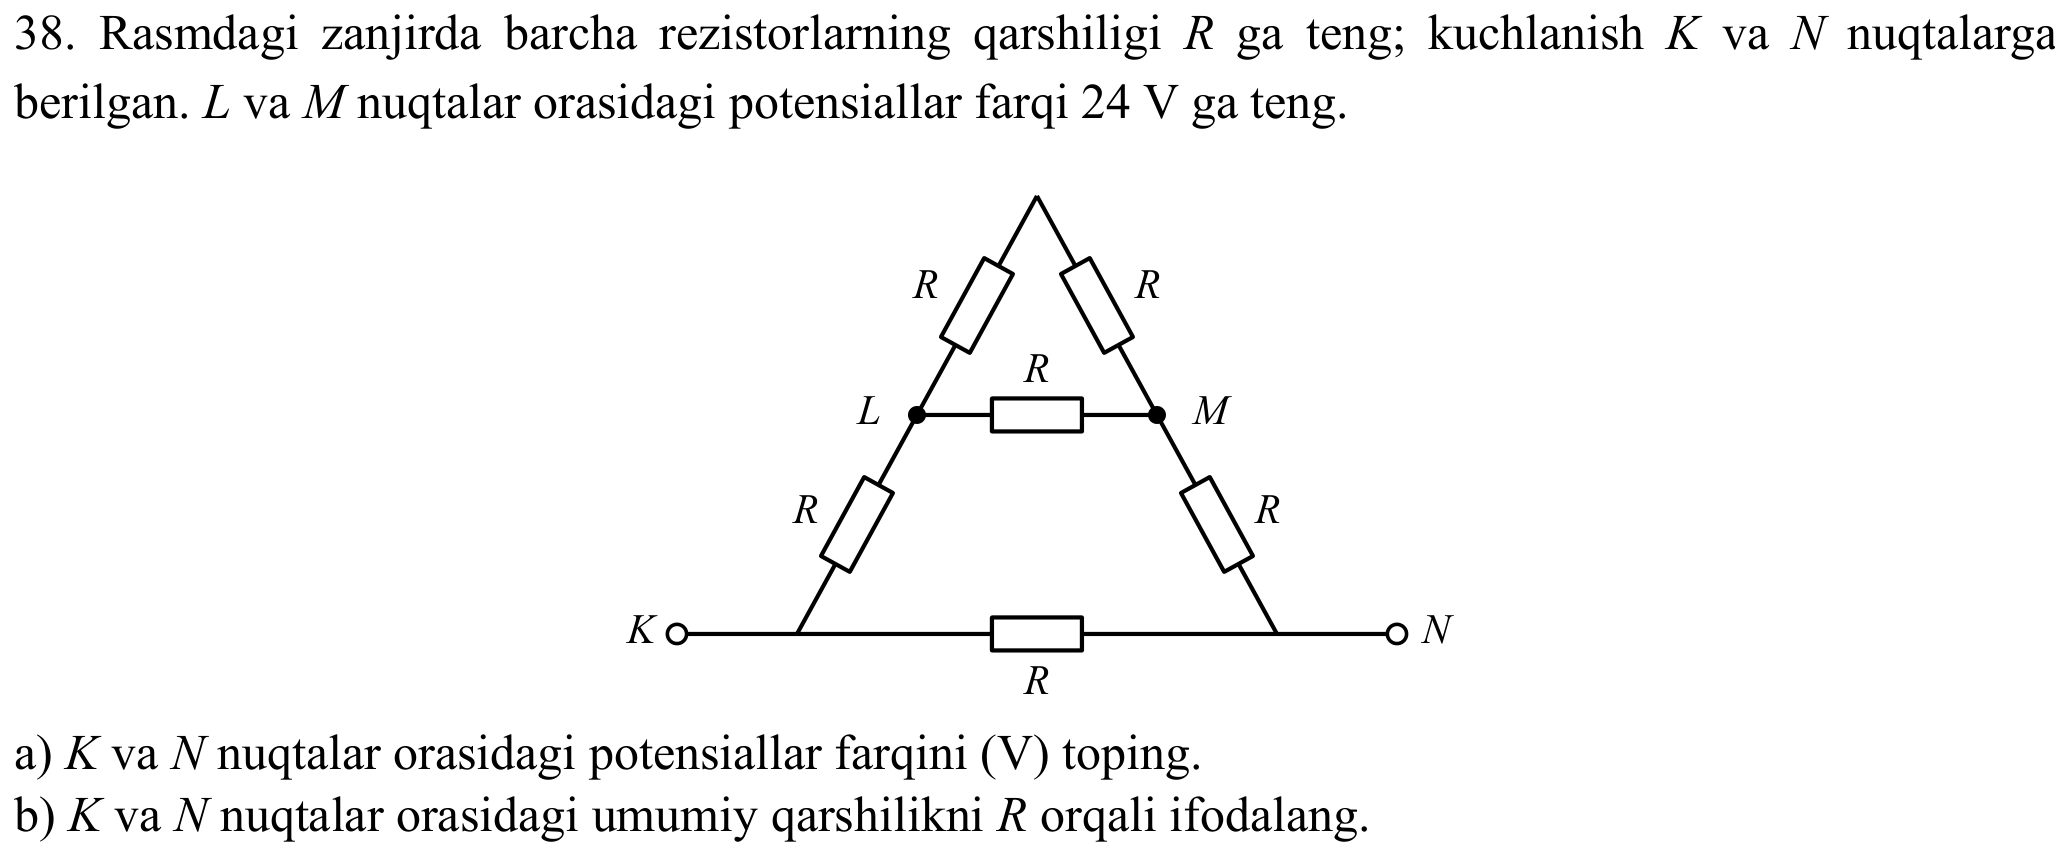 38. Rasmdagi zanjirda barcha rezistorlarning qarshiligi R ga teng; kuchlanish K va N nuqtalarga
berilgan. L va M nuqtalar orasidagi potensiallar farqi 24 V ga teng.
R
R
R
L
M
R
R
K
N
R
a) K va N nuqtalar orasidagi potensiallar farqini (V) toping.
b) K va N nuqtalar orasidagi umumiy qarshilikni R orqali ifodalang.